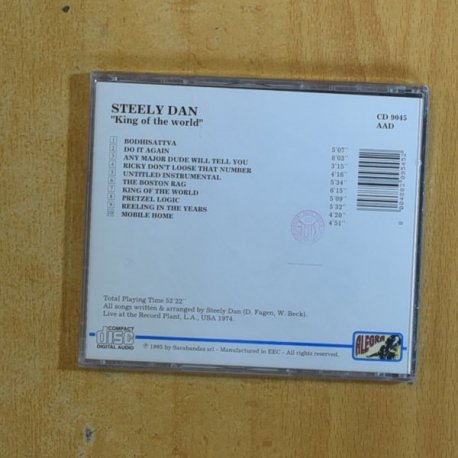 STEELY DAN
"King of the world"
CD 9045
AAD
1 BODHISATTVA 5'07"
2 DO IT AGAIN 6'02"
3 ANY MAJOR DUDE WILL TELL YOU 3'15"
4 RICKY DON'T LOOSE THAT NUMBER 4'16"
5 UNTITLED INSTRUMENTAL 5'34"
6 THE BOSTON RAG 6'15"
7 KING OF THE WORLD 5'09"
8 PRETZEL LOGIC 5'32"
9 REELING IN THE YEARS 4'20"
10 MOBILE HOME 4'51"
Total Playing Time 52'22"
All songs written & arranged by Steely Dan (D. Fagen, W. Beck).
Live at the Record Plant, L.A., USA 1974.
COMPACT
disc
DIGITAL AUDIO
℗ 1995 by Sarabandas srl - Manufactured in EEC - All rights reserved.
ALEGRA